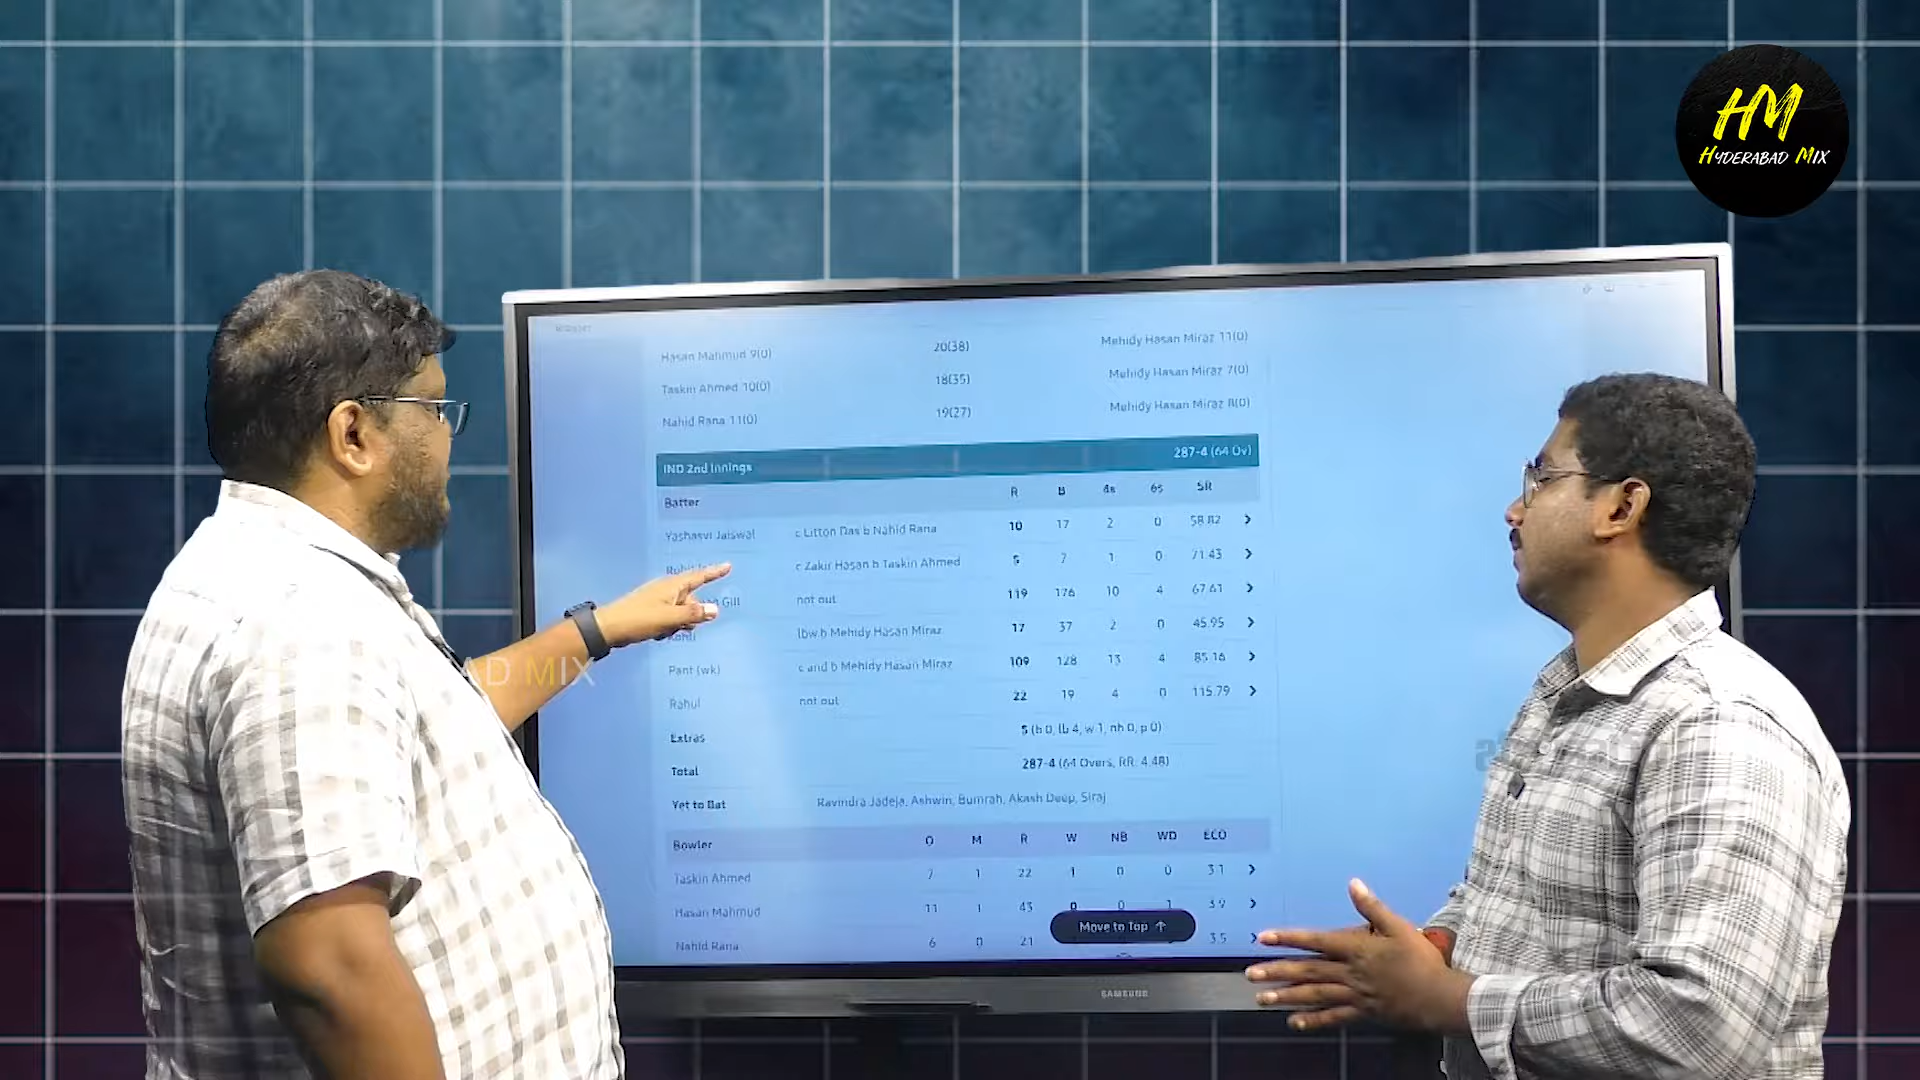 HM
HYDERABAD MIX
Hasan Mahmud 9(0) 20(38) Mehidy Hasan Miraz 11(0)
Taskin Ahmed 10(0) 18(35) Mehidy Hasan Miraz 7(0)
Nahid Rana 11(0) 19(27) Mehidy Hasan Miraz 8(0)
IND 2nd Innings 287-4 (64 Ov)
Batter R B 4s 6s SR
Yashasvi Jaiswal c Litton Das b Nahid Rana 10 17 2 0 58.82
c Zakir Hasan b Taskin Ahmed 5 7 1 0 71.43
Gill not out 119 176 10 4 67.61
Kohli lbw b Mehidy Hasan Miraz 17 37 2 0 45.95
Pant (wk) c and b Mehidy Hasan Miraz 109 128 13 4 85.16
Rahul not out 22 19 4 0 115.79
Extras 5 (b 0, lb 4, w 1, nb 0, p 0)
Total 287-4 (64 Overs, RR: 4.48)
Yet to Bat Ravindra Jadeja, Ashwin, Bumrah, Akash Deep, Siraj
Bowler O M R W NB WD ECO
Taskin Ahmed 7 1 22 1 0 0 3.1
Hasan Mahmud 11 1 43 0 0 1 3.9
Nahid Rana 6 0 21 3.5
Move to Top ↑
AD MIX
SAMSUNG